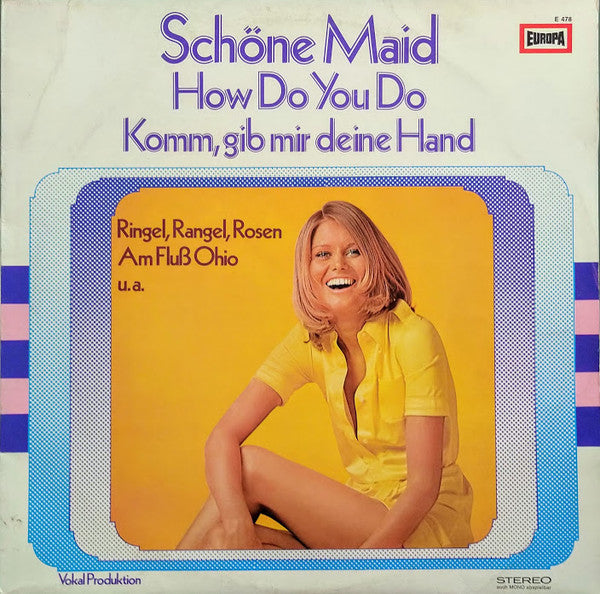 E 478
EUROPA
Schöne Maid
How Do You Do
Komm, gib mir deine Hand
Ringel, Rangel, Rosen
Am Fluß Ohio
u.a.
Vokal Produktion
STEREO
auch MONO abspielbar